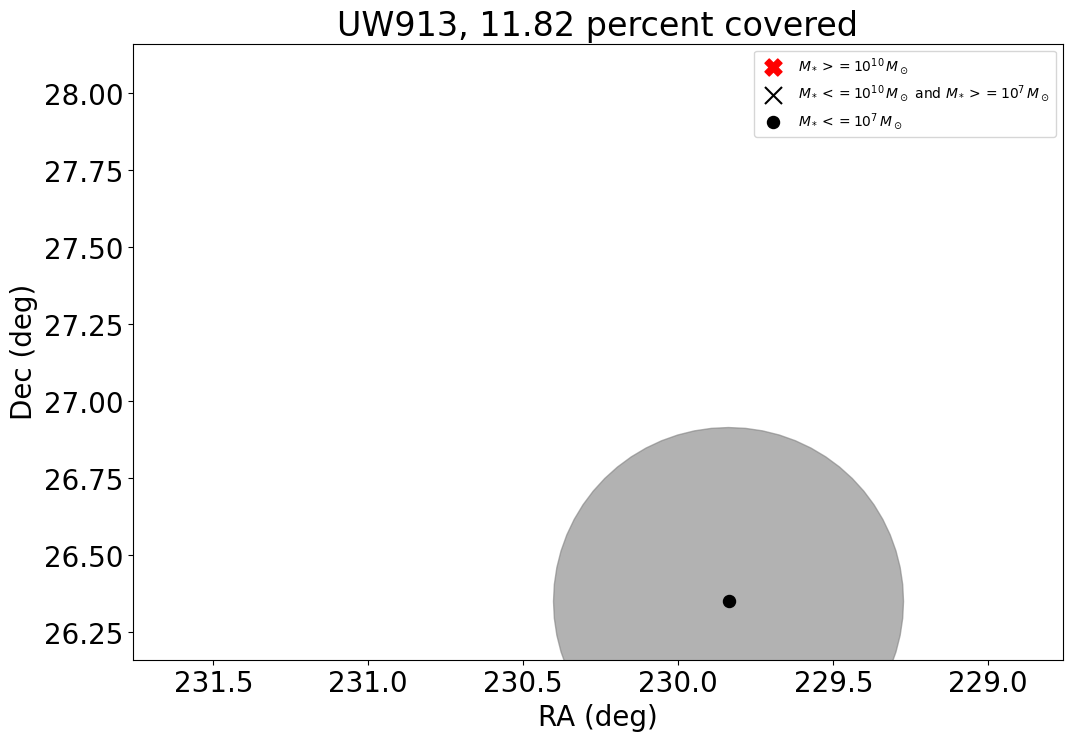 UW913, 11.82 percent covered
M* >= 10^10 M⊙
M* <= 10^10 M⊙ and M* >= 10^7 M⊙
M* <= 10^7 M⊙
28.00
27.75
27.50
27.25
27.00
26.75
26.50
26.25
Dec (deg)
231.5 231.0 230.5 230.0 229.5 229.0
RA (deg)